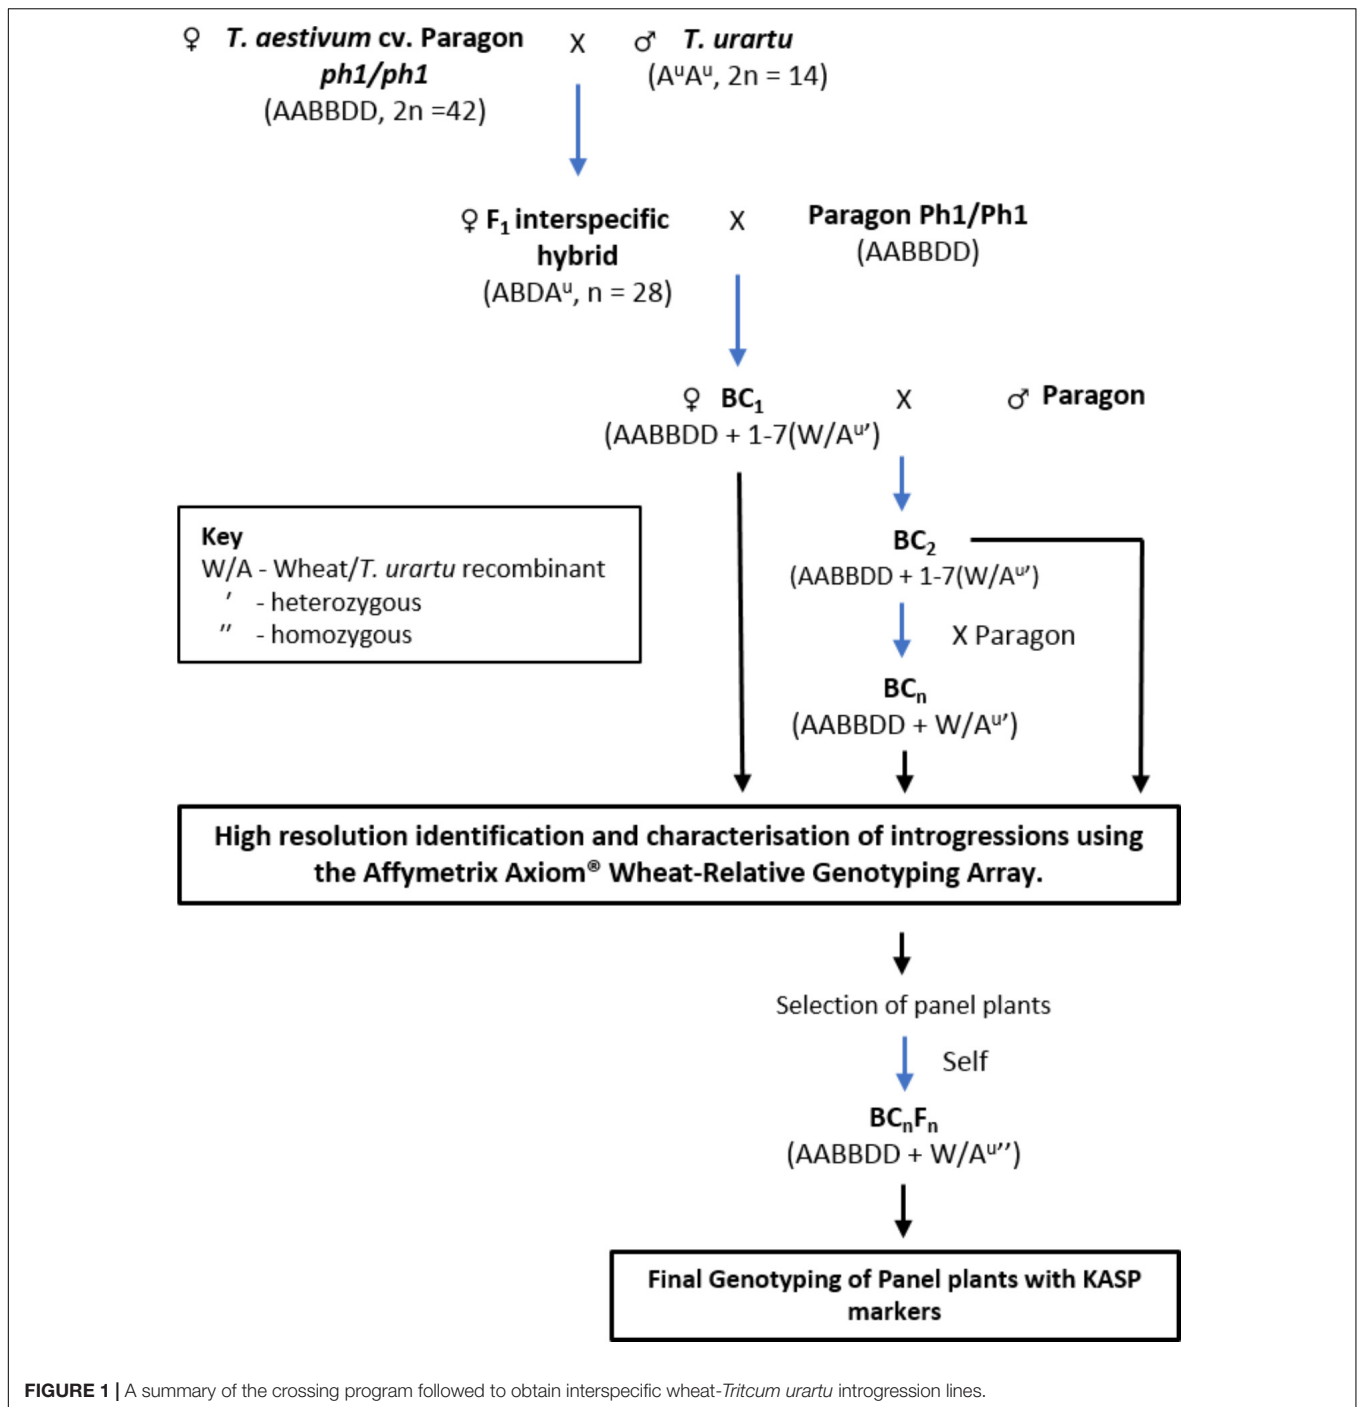 ♀ T. aestivum cv. Paragon X ♂ T. urartu
ph1/ph1 (AᵘAᵘ, 2n = 14)
(AABBDD, 2n =42)
♀ F₁ interspecific X Paragon Ph1/Ph1
hybrid (AABBDD)
(ABDAᵘ, n = 28)
♀ BC₁ X ♂ Paragon
(AABBDD + 1-7(W/Aᵘ′)
Key
W/A - Wheat/T. urartu recombinant
′ - heterozygous
′′ - homozygous
BC₂
(AABBDD + 1-7(W/Aᵘ′)
X Paragon
BCₙ
(AABBDD + W/Aᵘ′)
High resolution identification and characterisation of introgressions using
the Affymetrix Axiom® Wheat-Relative Genotyping Array.
Selection of panel plants
Self
BCₙFₙ
(AABBDD + W/Aᵘ′′)
Final Genotyping of Panel plants with KASP
markers
FIGURE 1 | A summary of the crossing program followed to obtain interspecific wheat-Tritcum urartu introgression lines.